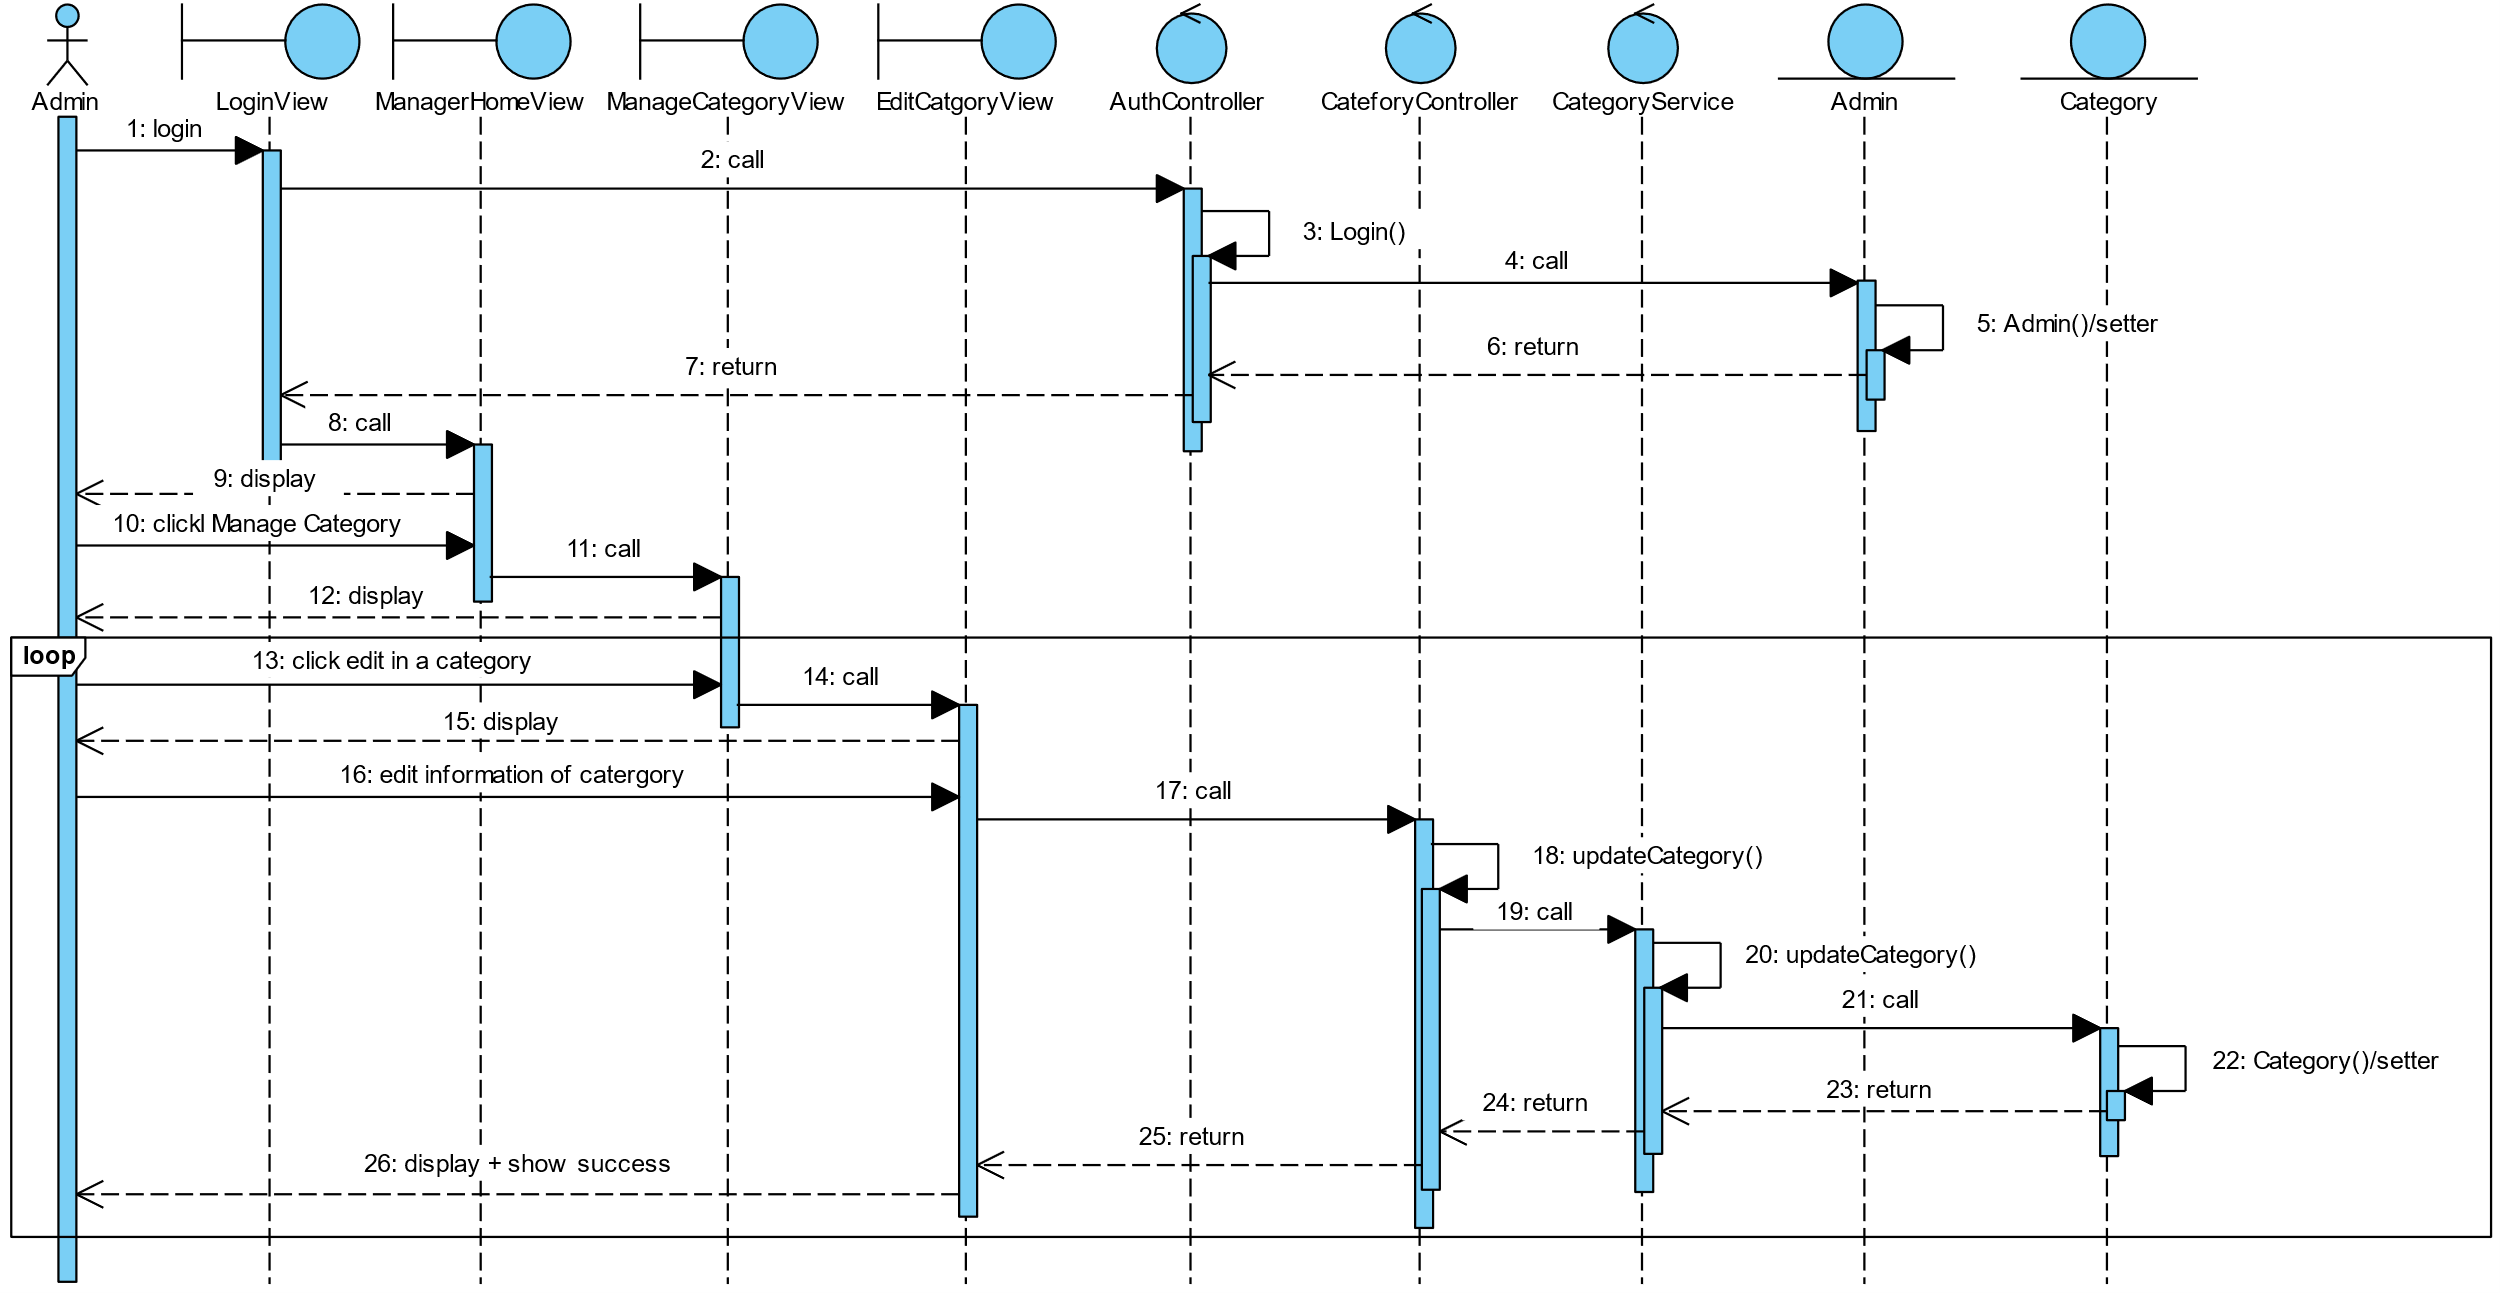 Admin
LoginView
ManagerHomeView
ManageCategoryView
EditCatgoryView
AuthController
CateforyController
CategoryService
Admin
Category
1: login
2: call
3: Login()
4: call
5: Admin()/setter
6: return
7: return
8: call
9: display
10: clickl Manage Category
11: call
12: display
loop
13: click edit in a category
14: call
15: display
16: edit information of catergory
17: call
18: updateCategory()
19: call
20: updateCategory()
21: call
22: Category()/setter
23: return
24: return
25: return
26: display + show success